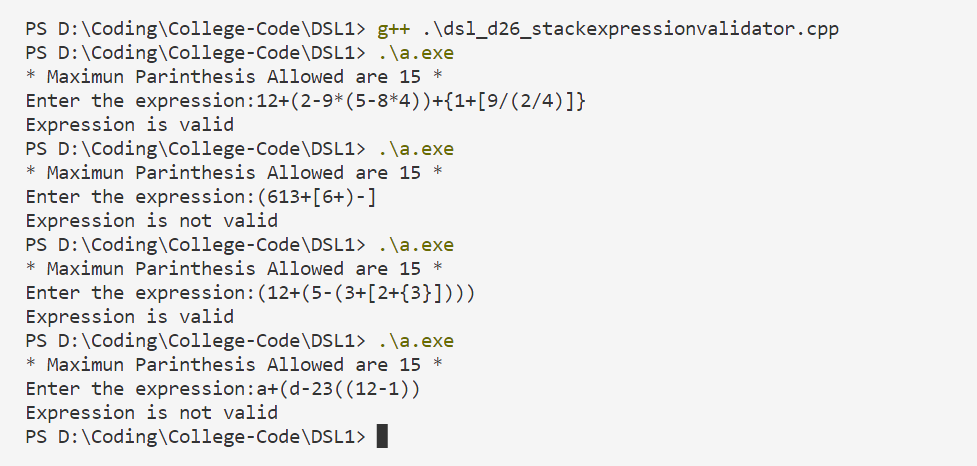 PS D:\Coding\College-Code\DSL1> g++ .\dsl_d26_stackexpressionvalidator.cpp
PS D:\Coding\College-Code\DSL1> .\a.exe
* Maximun Parinthesis Allowed are 15 *
Enter the expression:12+(2-9*(5-8*4))+{1+[9/(2/4)]}
Expression is valid
PS D:\Coding\College-Code\DSL1> .\a.exe
* Maximun Parinthesis Allowed are 15 *
Enter the expression:(613+[6+)-]
Expression is not valid
PS D:\Coding\College-Code\DSL1> .\a.exe
* Maximun Parinthesis Allowed are 15 *
Enter the expression:(12+(5-(3+[2+{3}])))
Expression is valid
PS D:\Coding\College-Code\DSL1> .\a.exe
* Maximun Parinthesis Allowed are 15 *
Enter the expression:a+(d-23((12-1))
Expression is not valid
PS D:\Coding\College-Code\DSL1>